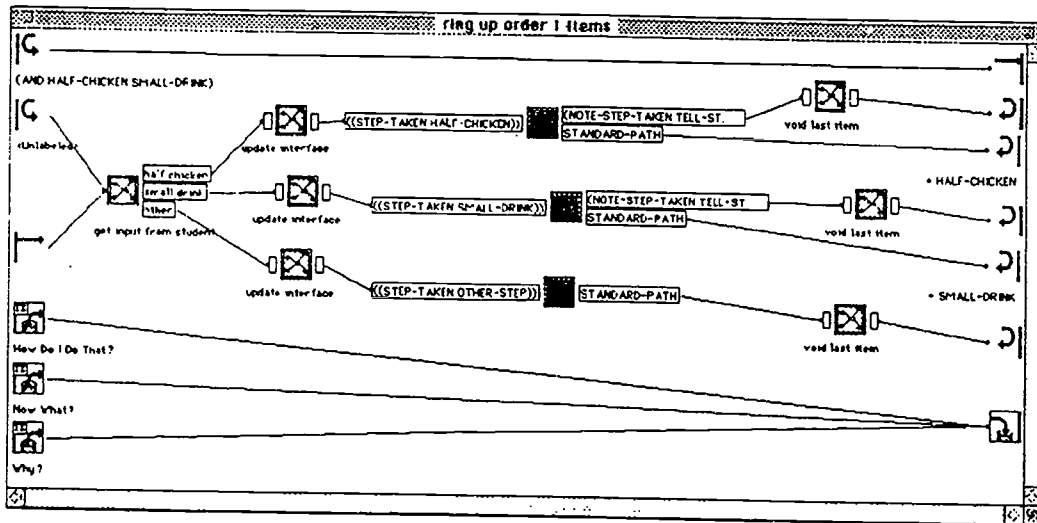 ring up order 1 items
(AND HALF-CHICKEN SMALL-DRINK)
void last item
((STEP-TAKEN HALF-CHICKEN))
(NOTE-STEP-TAKEN TELL-ST.
STANDARD-PATH
update interface
<Unlabeled>
half chicken
small drink
other
get input from student
• HALF-CHICKEN
((STEP-TAKEN SMALL-DRINK))
(NOTE-STEP-TAKEN TELL-ST
STANDARD-PATH
update interface
void last item
((STEP-TAKEN OTHER-STEP))
STANDARD-PATH
update interface
• SMALL-DRINK
void last item
How Do I Do That?
Now What?
Why?